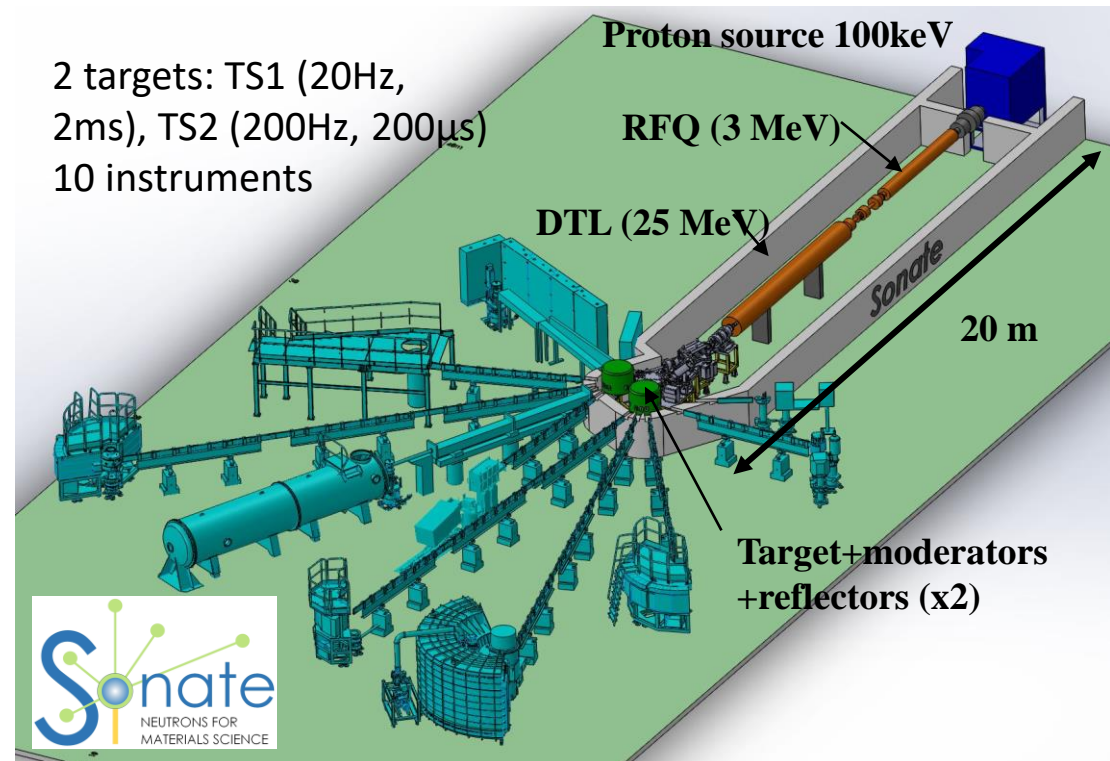 Proton source 100keV
2 targets: TS1 (20Hz,
2ms), TS2 (200Hz, 200µs)
10 instruments
RFQ (3 MeV)
DTL (25 MeV)
Sonate
20 m
Target+moderators
+reflectors (x2)
Sonate
NEUTRONS FOR
MATERIALS SCIENCE